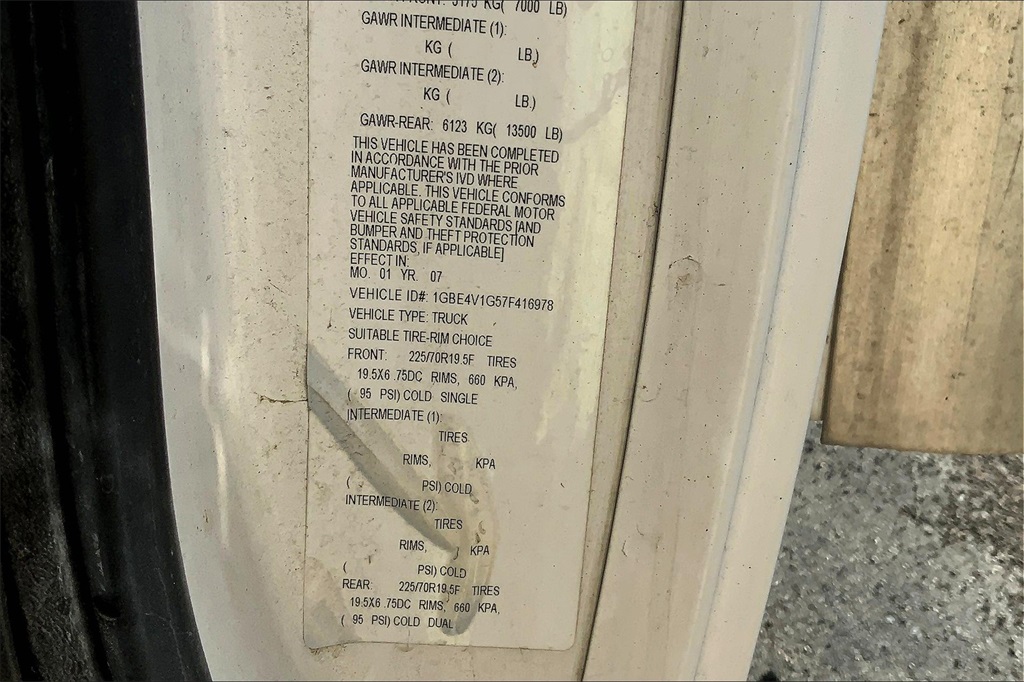 FRONT: 3175 KG( 7000 LB)
GAWR INTERMEDIATE (1):
KG ( LB.)
GAWR INTERMEDIATE (2):
KG ( LB.)
GAWR-REAR: 6123 KG( 13500 LB)
THIS VEHICLE HAS BEEN COMPLETED
IN ACCORDANCE WITH THE PRIOR
MANUFACTURER'S IVD WHERE
APPLICABLE. THIS VEHICLE CONFORMS
TO ALL APPLICABLE FEDERAL MOTOR
VEHICLE SAFETY STANDARDS [AND
BUMPER AND THEFT PROTECTION
STANDARDS, IF APPLICABLE]
EFFECT IN:
MO. 01 YR. 07
VEHICLE ID#: 1GBE4V1G57F416978
VEHICLE TYPE: TRUCK
SUITABLE TIRE-RIM CHOICE
FRONT: 225/70R19.5F TIRES
19.5X6 .75DC RIMS, 660 KPA,
( 95 PSI) COLD SINGLE
INTERMEDIATE (1):
TIRES
RIMS, KPA
( PSI) COLD
INTERMEDIATE (2):
TIRES
RIMS, KPA
( PSI) COLD
REAR: 225/70R19.5F TIRES
19.5X6 .75DC RIMS, 660 KPA,
( 95 PSI) COLD DUAL